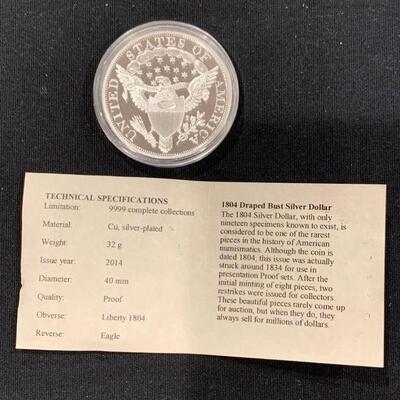 UNITED STATES OF AMERICA
TECHNICAL SPECIFICATIONS
Limitation: 9999 complete collections
Material: Cu, silver-plated
Weight: 32 g
Issue year: 2014
Diameter: 40 mm
Quality: Proof
Obverse: Liberty 1804
Reverse: Eagle
1804 Draped Bust Silver Dollar
The 1804 Silver Dollar, with only
nineteen specimens known to exist, is
considered to be one of the rarest
pieces in the history of American
numismatics. Although the coin is
dated 1804, this issue was actually
struck around 1834 for use in
presentation Proof sets. After the
initial minting of eight pieces, two
restrikes were issued for collectors.
These beautiful pieces rarely come up
for auction, but when they do, they
always sell for millions of dollars.